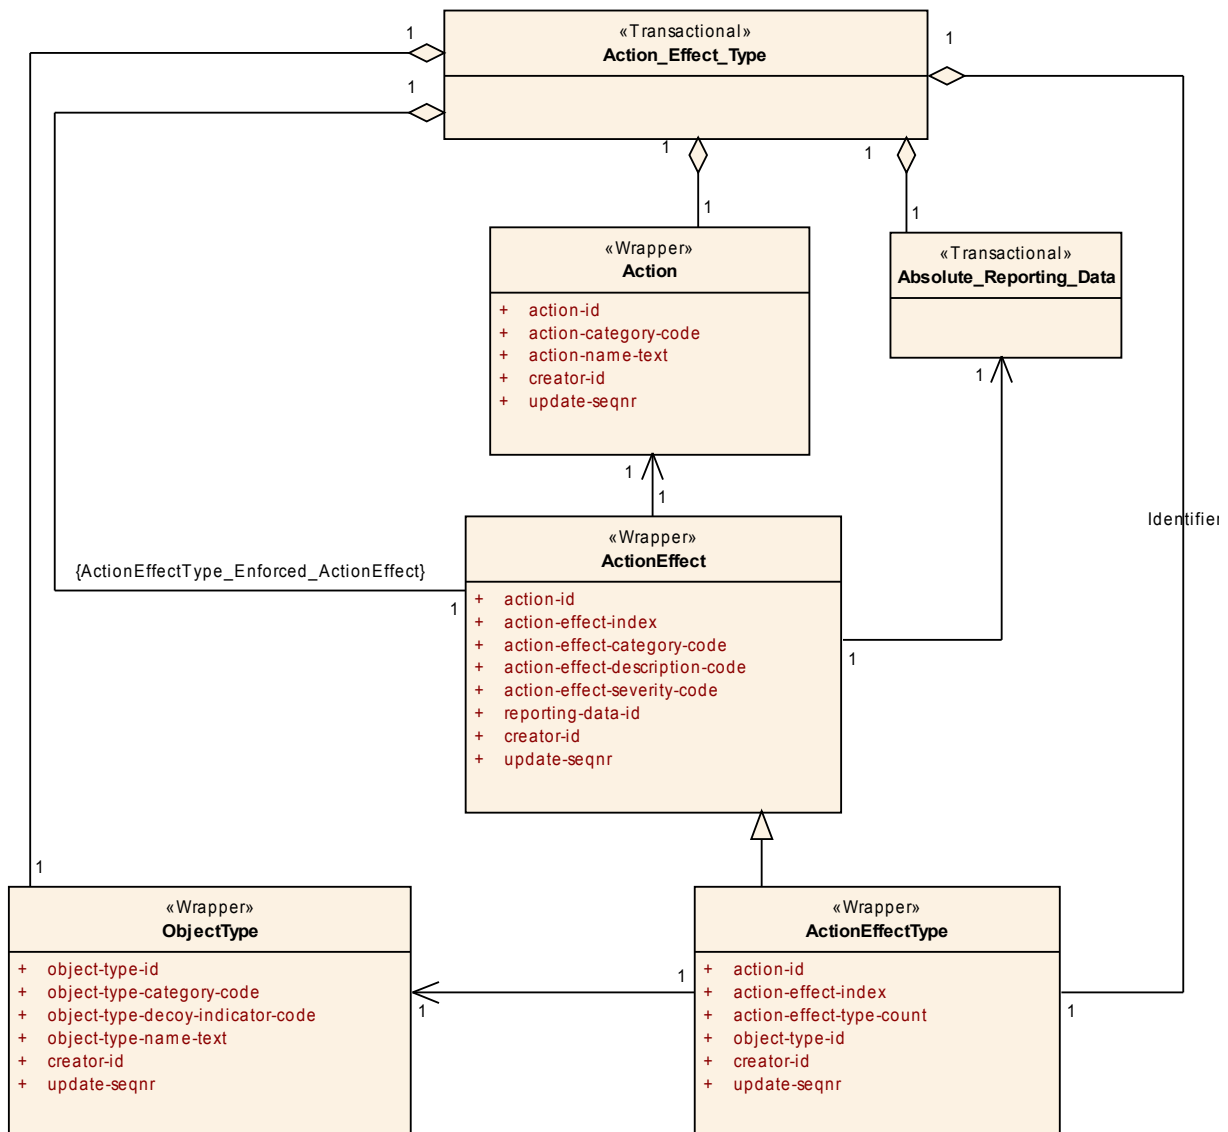 1
1
«Transactional»
Action_Effect_Type
1
1
1
1
1
«Wrapper»
Action
+ action-id
+ action-category-code
+ action-name-text
+ creator-id
+ update-seqnr
«Transactional»
Absolute_Reporting_Data
1
1
1
Identifier
{ActionEffectType_Enforced_ActionEffect}
1
«Wrapper»
ActionEffect
+ action-id
+ action-effect-index
+ action-effect-category-code
+ action-effect-description-code
+ action-effect-severity-code
+ reporting-data-id
+ creator-id
+ update-seqnr
1
1
«Wrapper»
ObjectType
+ object-type-id
+ object-type-category-code
+ object-type-decoy-indicator-code
+ object-type-name-text
+ creator-id
+ update-seqnr
1
1
«Wrapper»
ActionEffectType
+ action-id
+ action-effect-index
+ action-effect-type-count
+ object-type-id
+ creator-id
+ update-seqnr
1